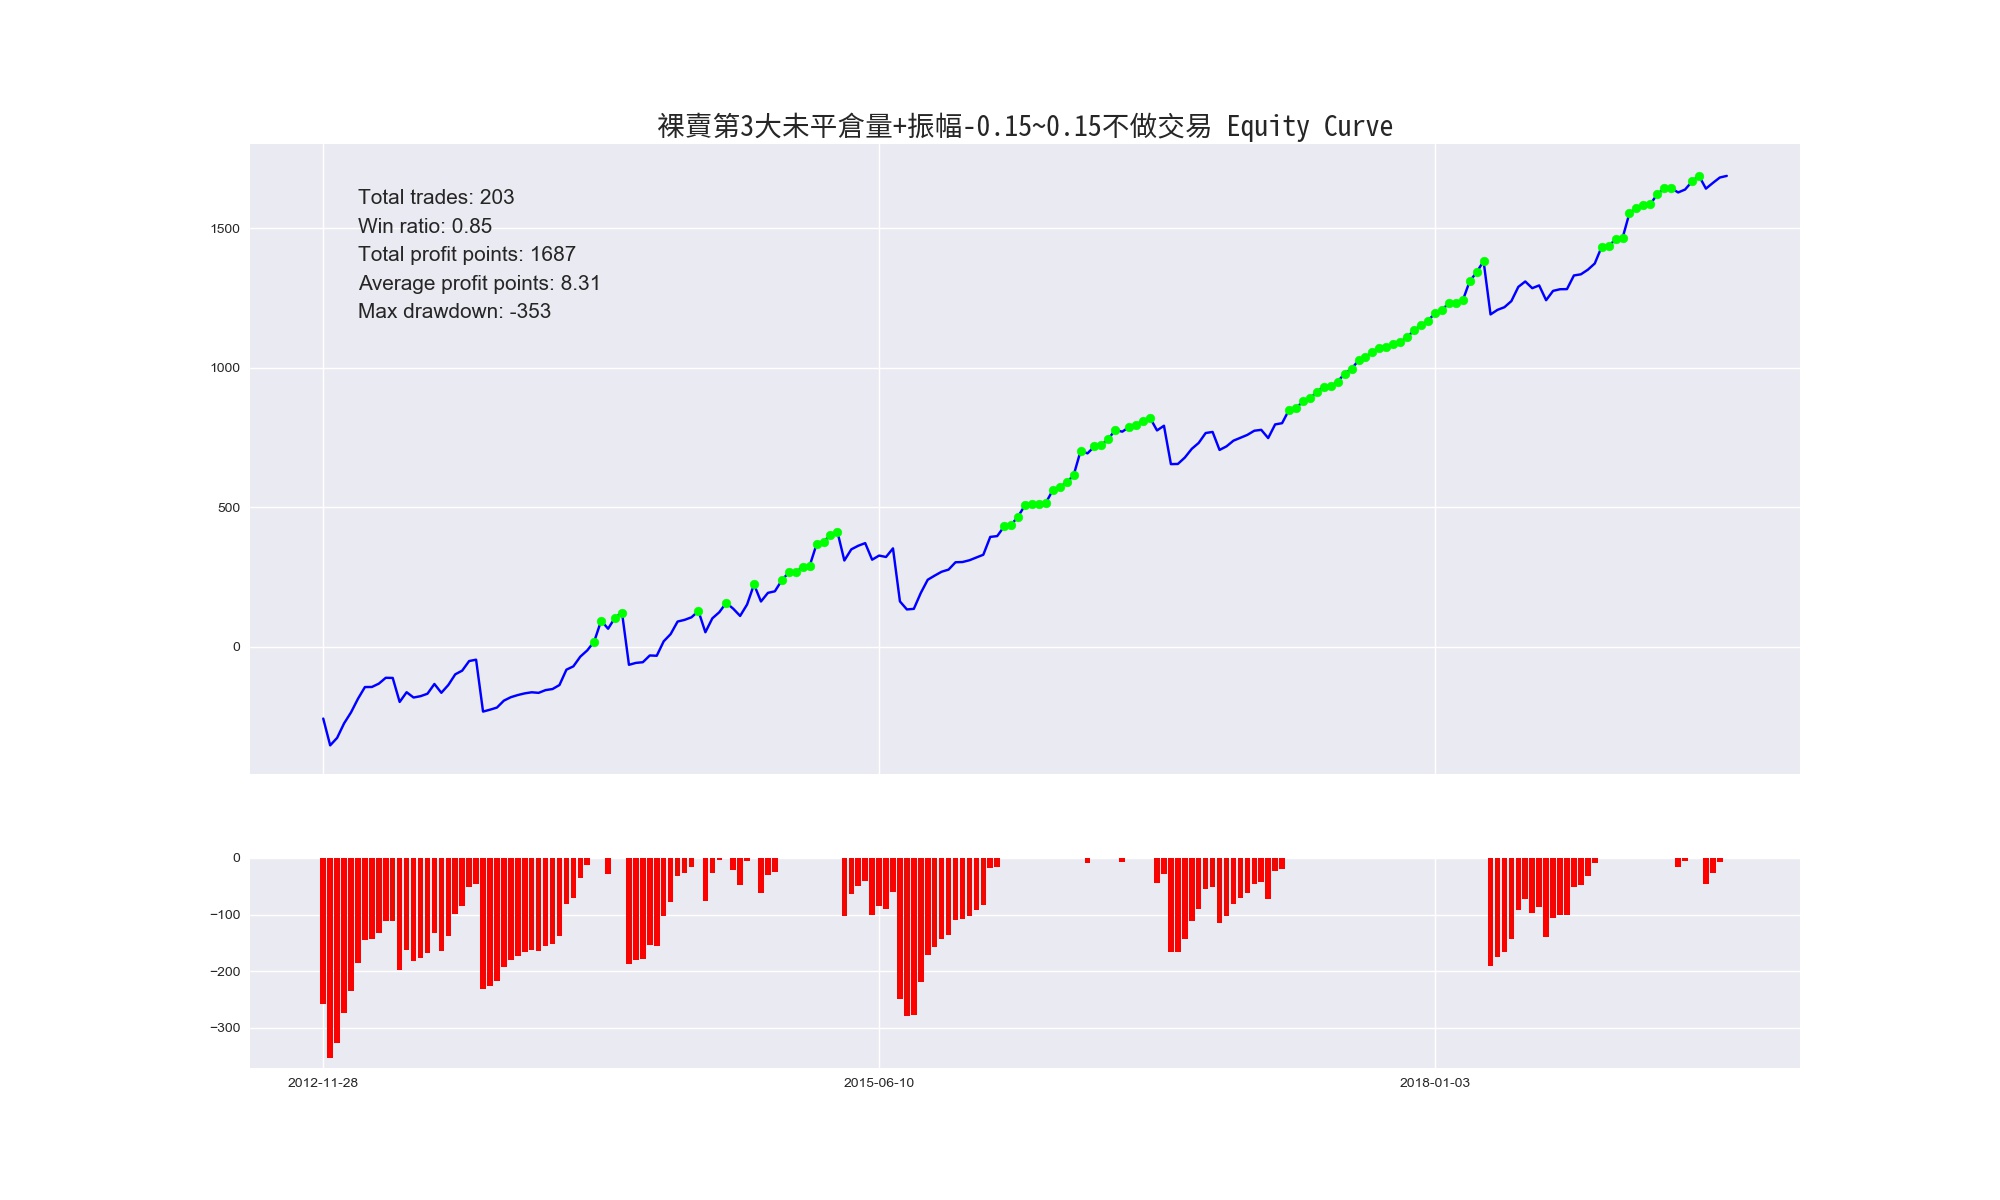 裸賣第3大未平倉量+振幅-0.15~0.15不做交易 Equity Curve
Total trades: 203
Win ratio: 0.85
Total profit points: 1687
Average profit points: 8.31
Max drawdown: -353
1500
1000
500
0
0
−100
−200
−300
2012-11-28 2015-06-10 2018-01-03